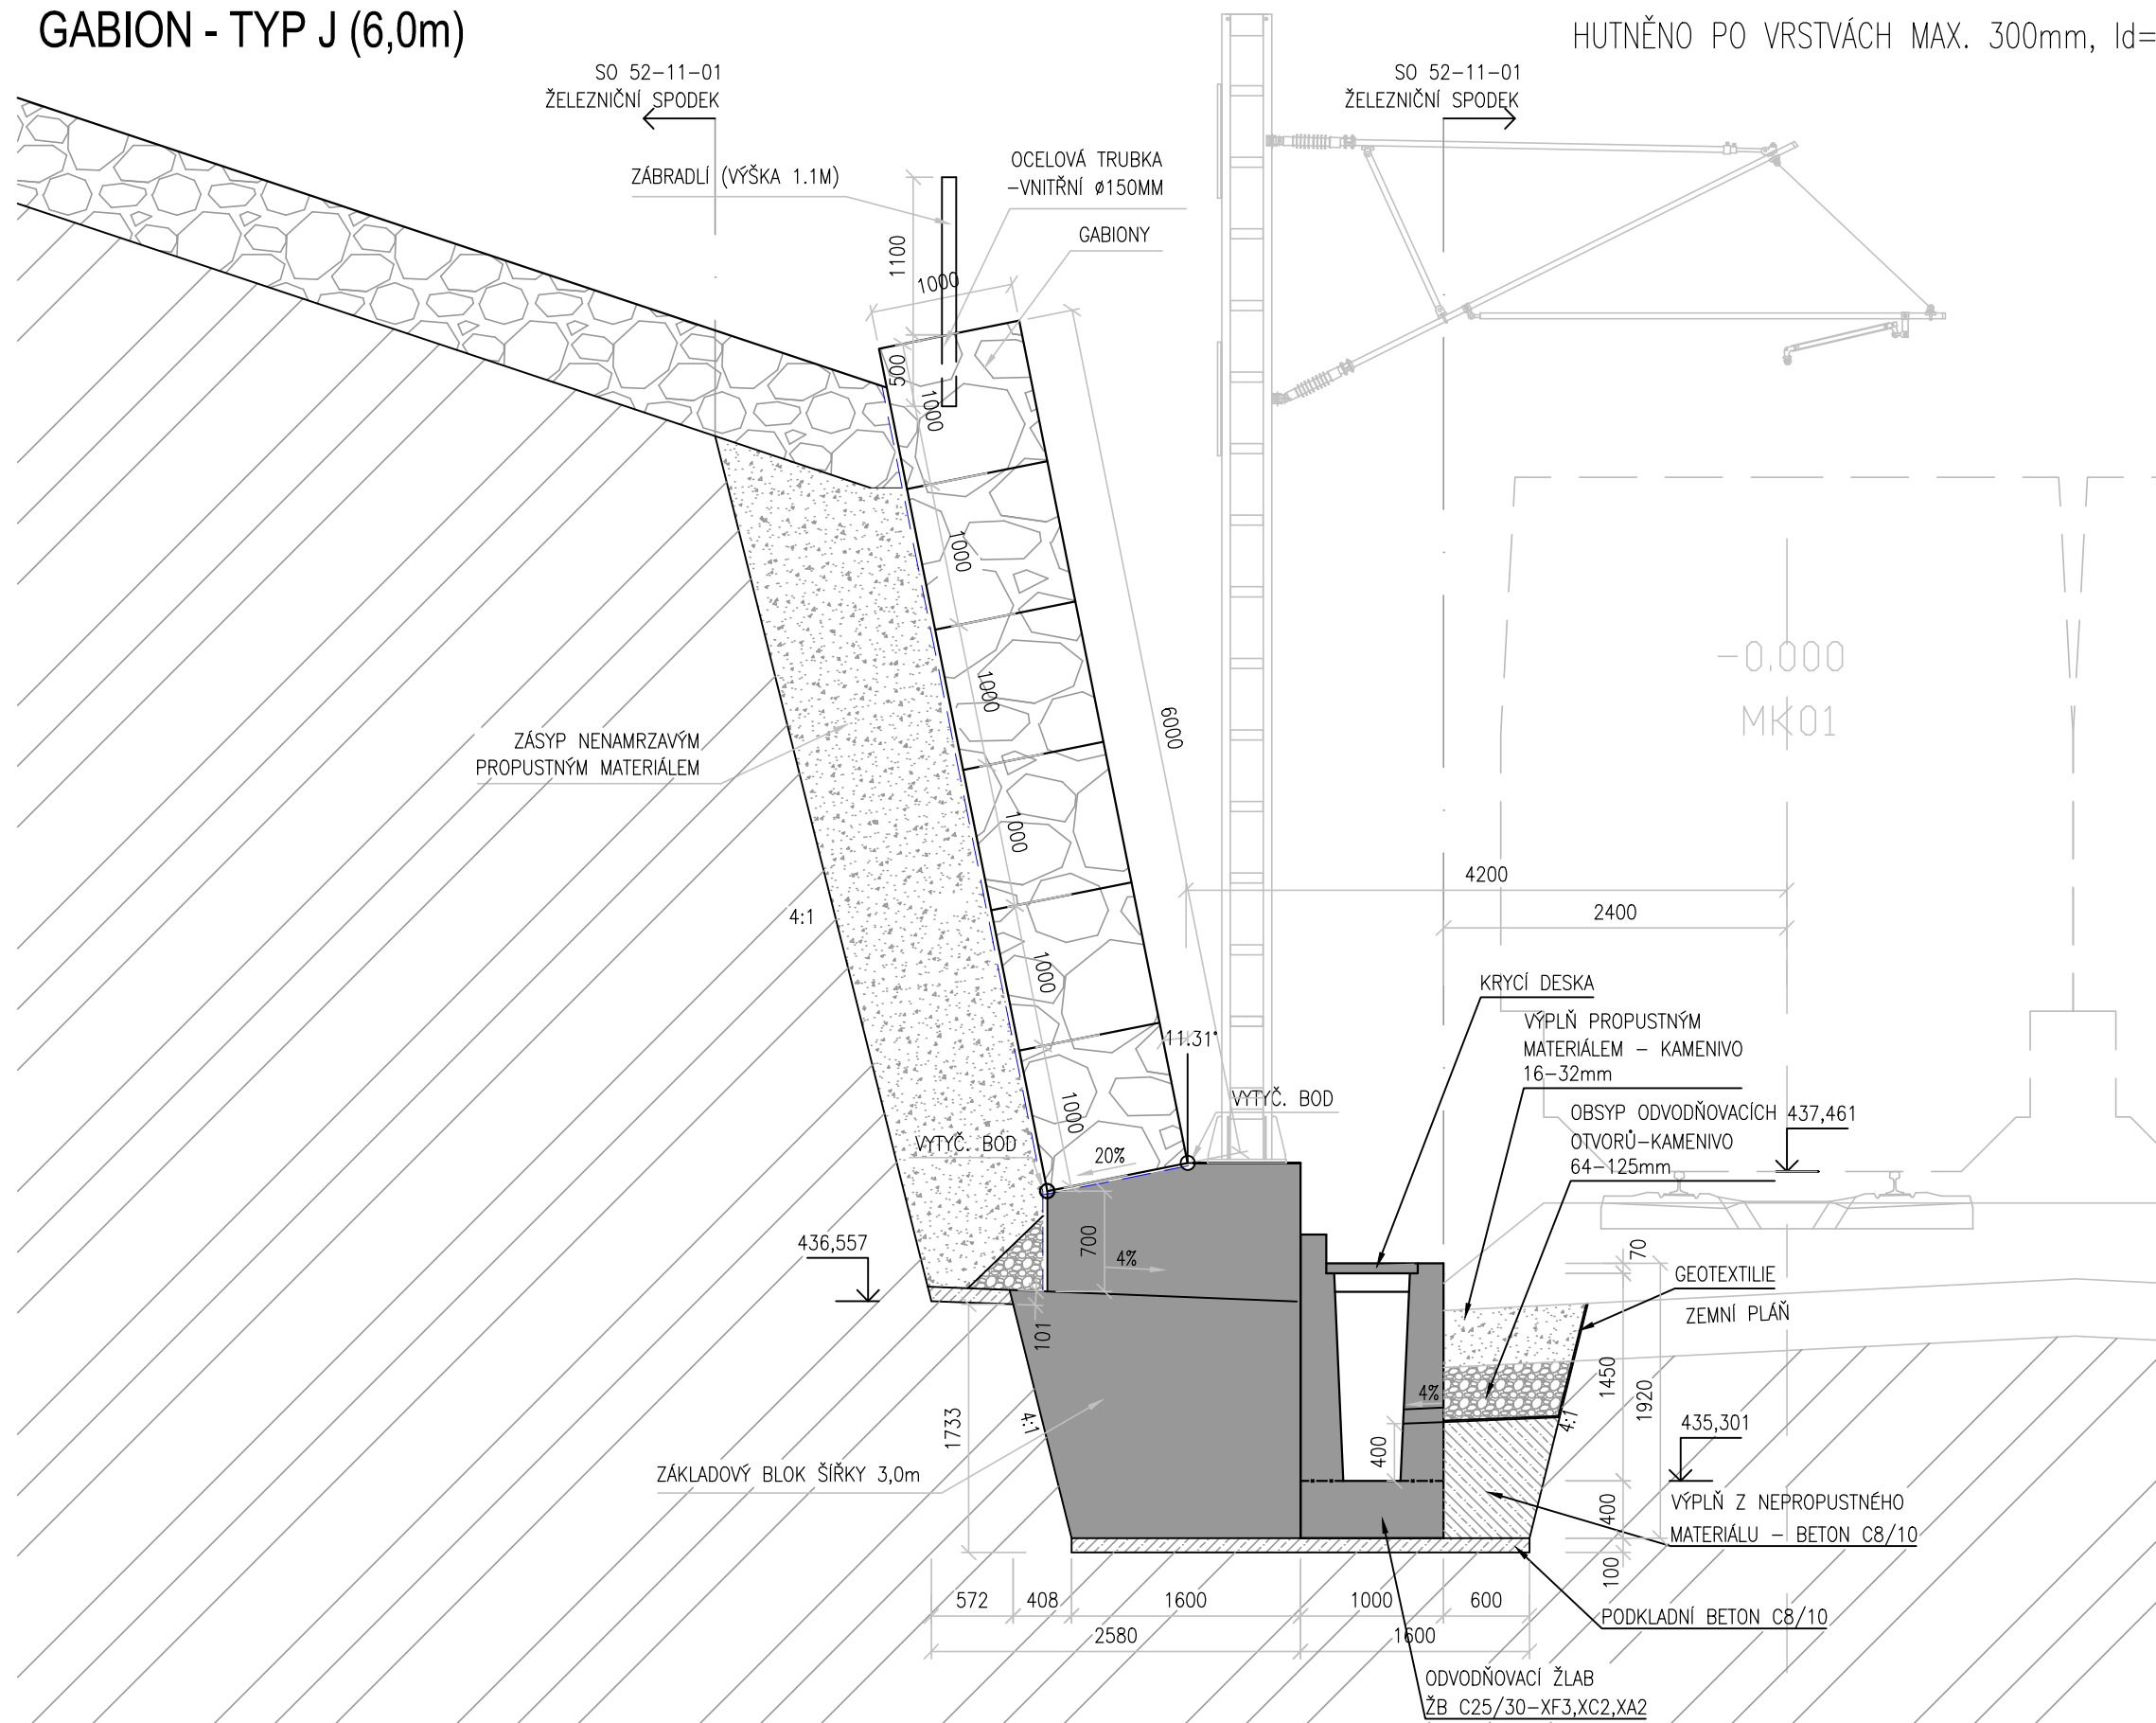 GABION - TYP J (6,0m)
HUTNĚNO PO VRSTVÁCH MAX. 300mm, Id=
SO 52-11-01
ŽELEZNIČNÍ SPODEK
SO 52-11-01
ŽELEZNIČNÍ SPODEK
ZÁBRADLÍ (VÝŠKA 1.1M)
OCELOVÁ TRUBKA
-VNITŘNÍ ø150MM
GABIONY
1100
1000
500
1000
1000
1000
1000
1000
1000
6000
-0.000
MK01
ZÁSYP NENAMRZAVÝM
PROPUSTNÝM MATERIÁLEM
4:1
4200
2400
KRYCÍ DESKA
VÝPLŇ PROPUSTNÝM
MATERIÁLEM - KAMENIVO
16-32mm
11.31°
VYTYČ. BOD
OBSYP ODVODŇOVACÍCH
OTVORŮ-KAMENIVO
64-125mm
437,461
VYTYČ. BOD
20%
700
4%
436,557
70
GEOTEXTILIE
ZEMNÍ PLÁŇ
101
1450
1920
4%
4:1
4:1
1733
400
435,301
ZÁKLADOVÝ BLOK ŠÍŘKY 3,0m
VÝPLŇ Z NEPROPUSTNÉHO
MATERIÁLU - BETON C8/10
400
100
572
408
1600
1000
600
PODKLADNÍ BETON C8/10
2580
1600
ODVODŇOVACÍ ŽLAB
ŽB C25/30-XF3,XC2,XA2